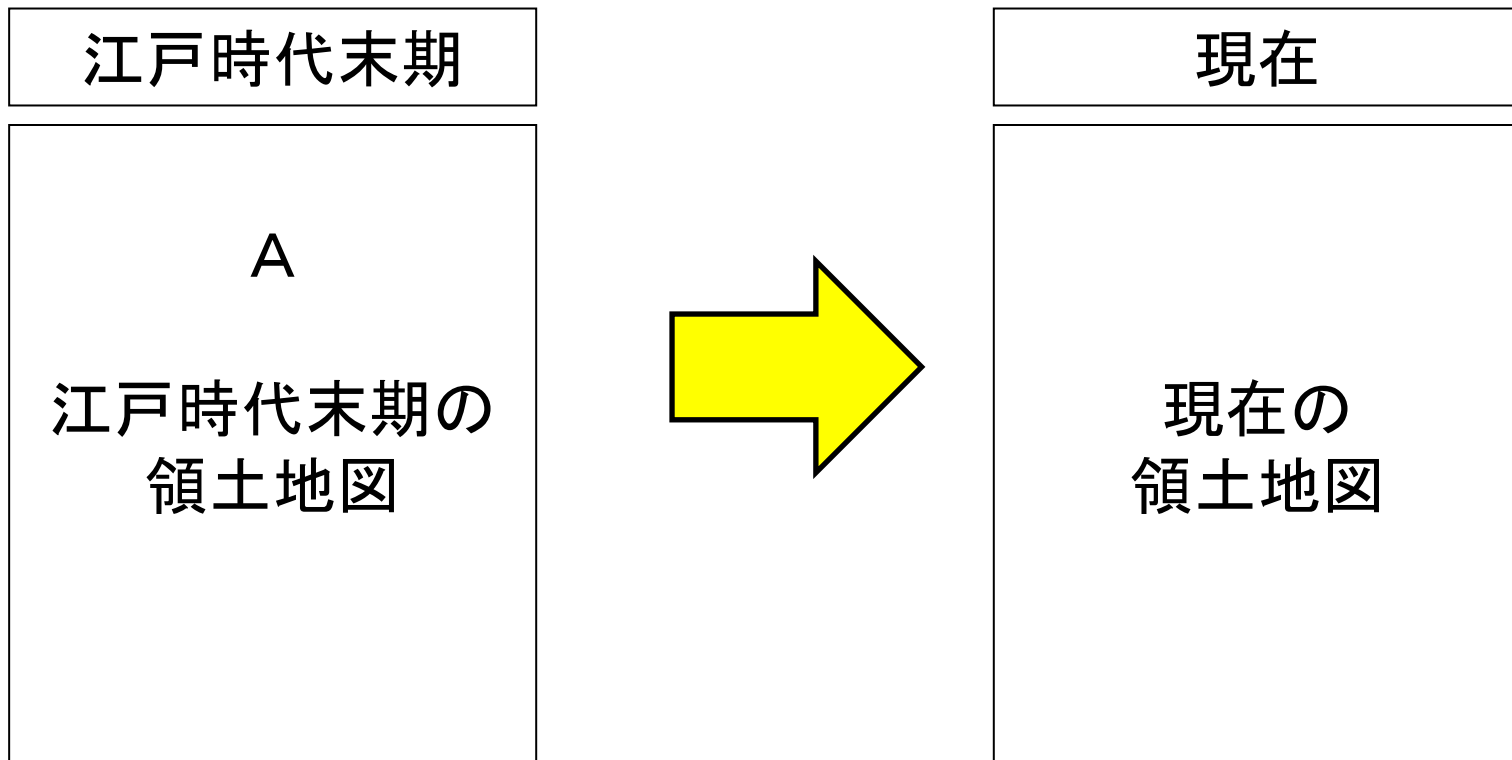 江戸時代末期
現在
A
江戸時代末期の
領土地図
現在の
領土地図